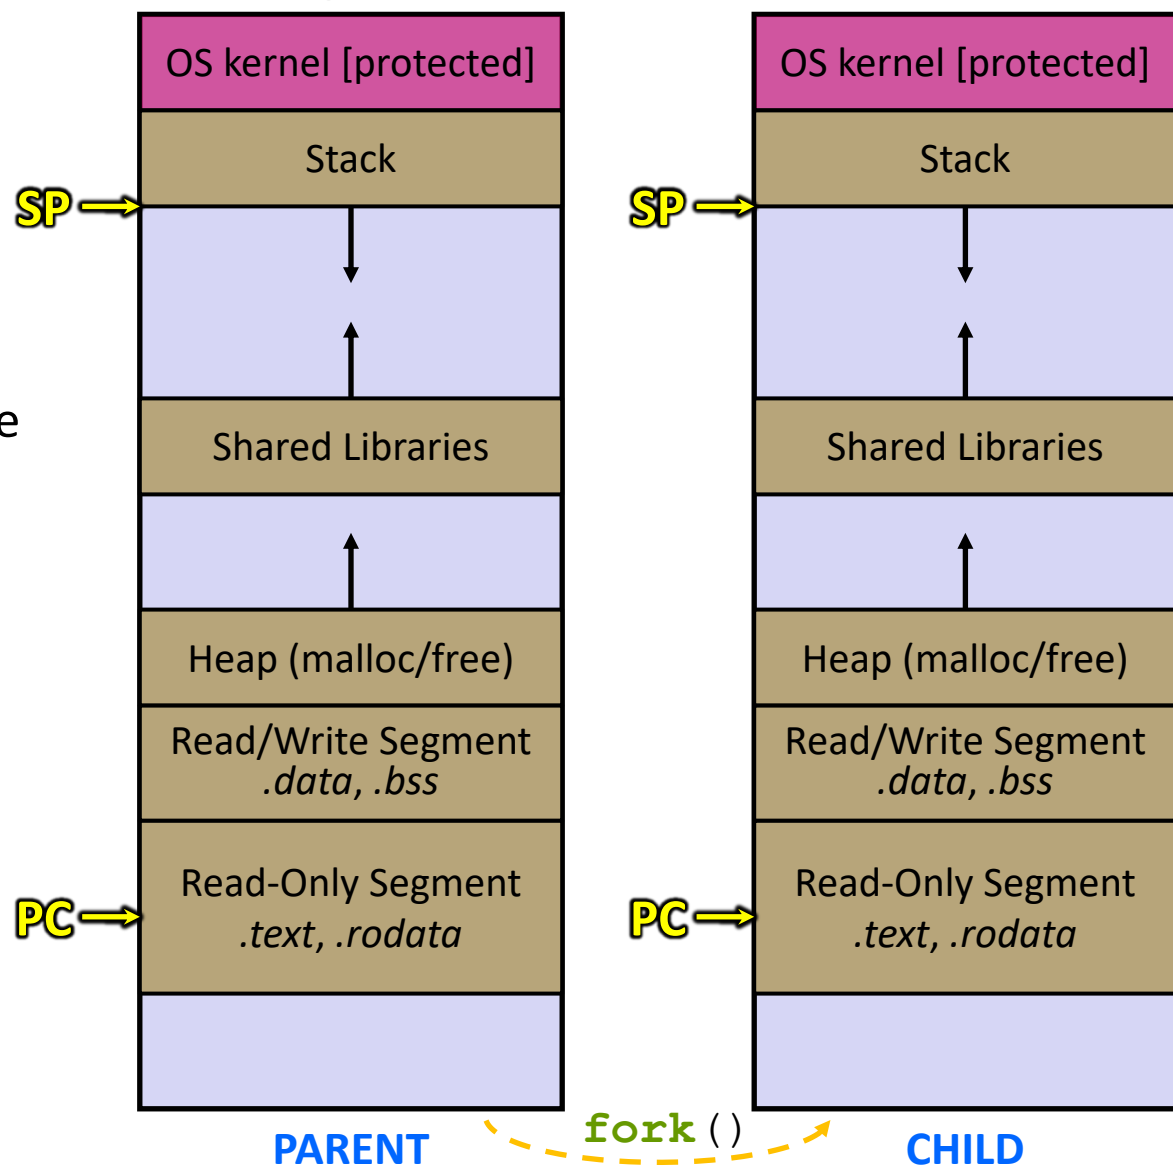 OS kernel [protected]
Stack
SP
e
Shared Libraries
Heap (malloc/free)
Read/Write Segment
.data, .bss
Read-Only Segment
PC
.text, .rodata
PARENT
fork()
OS kernel [protected]
Stack
SP
Shared Libraries
Heap (malloc/free)
Read/Write Segment
.data, .bss
Read-Only Segment
PC
.text, .rodata
CHILD